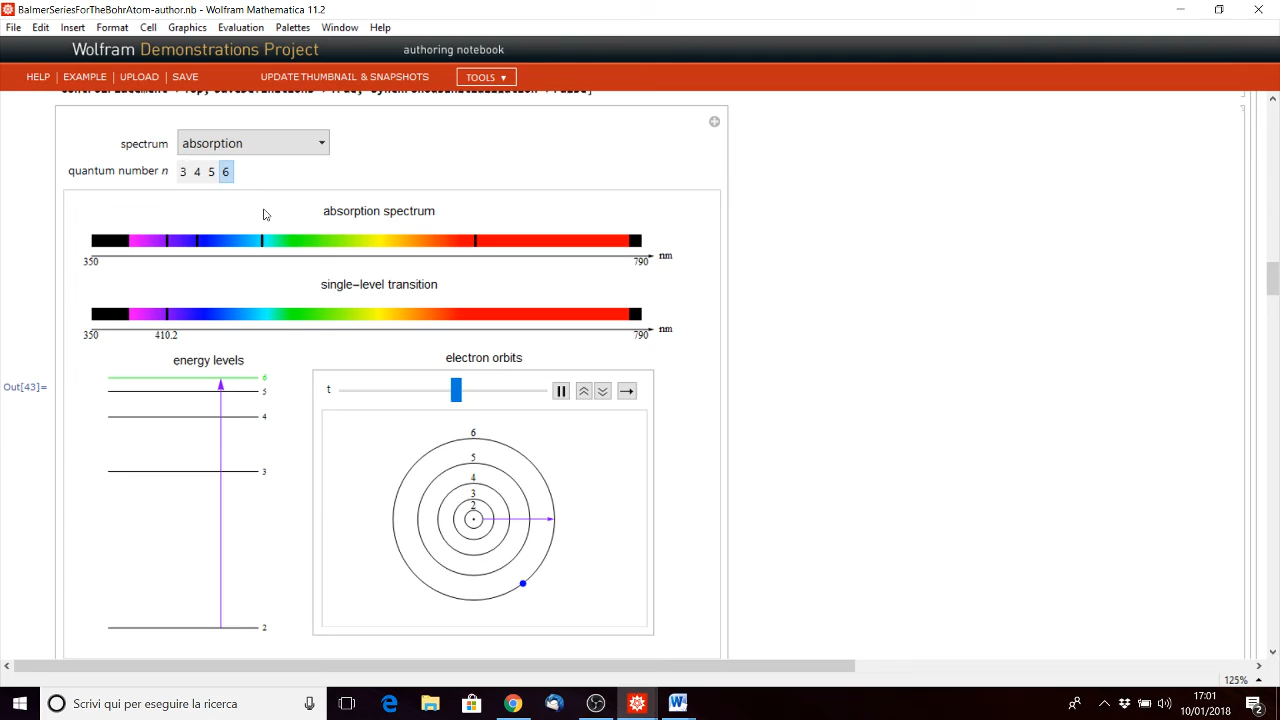 BalmerSeriesForTheBohrAtom-author.nb - Wolfram Mathematica 11.2
File Edit Insert Format Cell Graphics Evaluation Palettes Window Help
Wolfram Demonstrations Project authoring notebook
HELP | EXAMPLE | UPLOAD | SAVE UPDATE THUMBNAIL & SNAPSHOTS TOOLS ▾
spectrum absorption
quantum number n 3 4 5 6
absorption spectrum
nm
350 790
single-level transition
nm
350 410.2 790
energy levels
electron orbits
6
5
4
3
2
t
6
5
4
3
2
Out[43]=
125%
Scrivi qui per eseguire la ricerca
17:01
10/01/2018